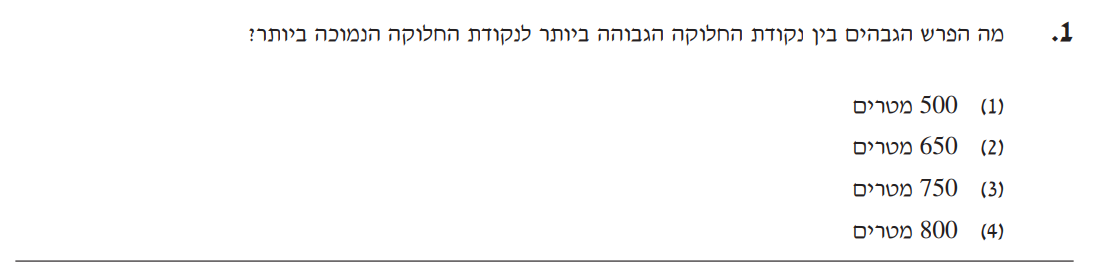 1. מה הפרש הגבהים בין נקודת החלוקה הגבוהה ביותר לנקודת החלוקה הנמוכה ביותר?
(1) 500 מטרים
(2) 650 מטרים
(3) 750 מטרים
(4) 800 מטרים